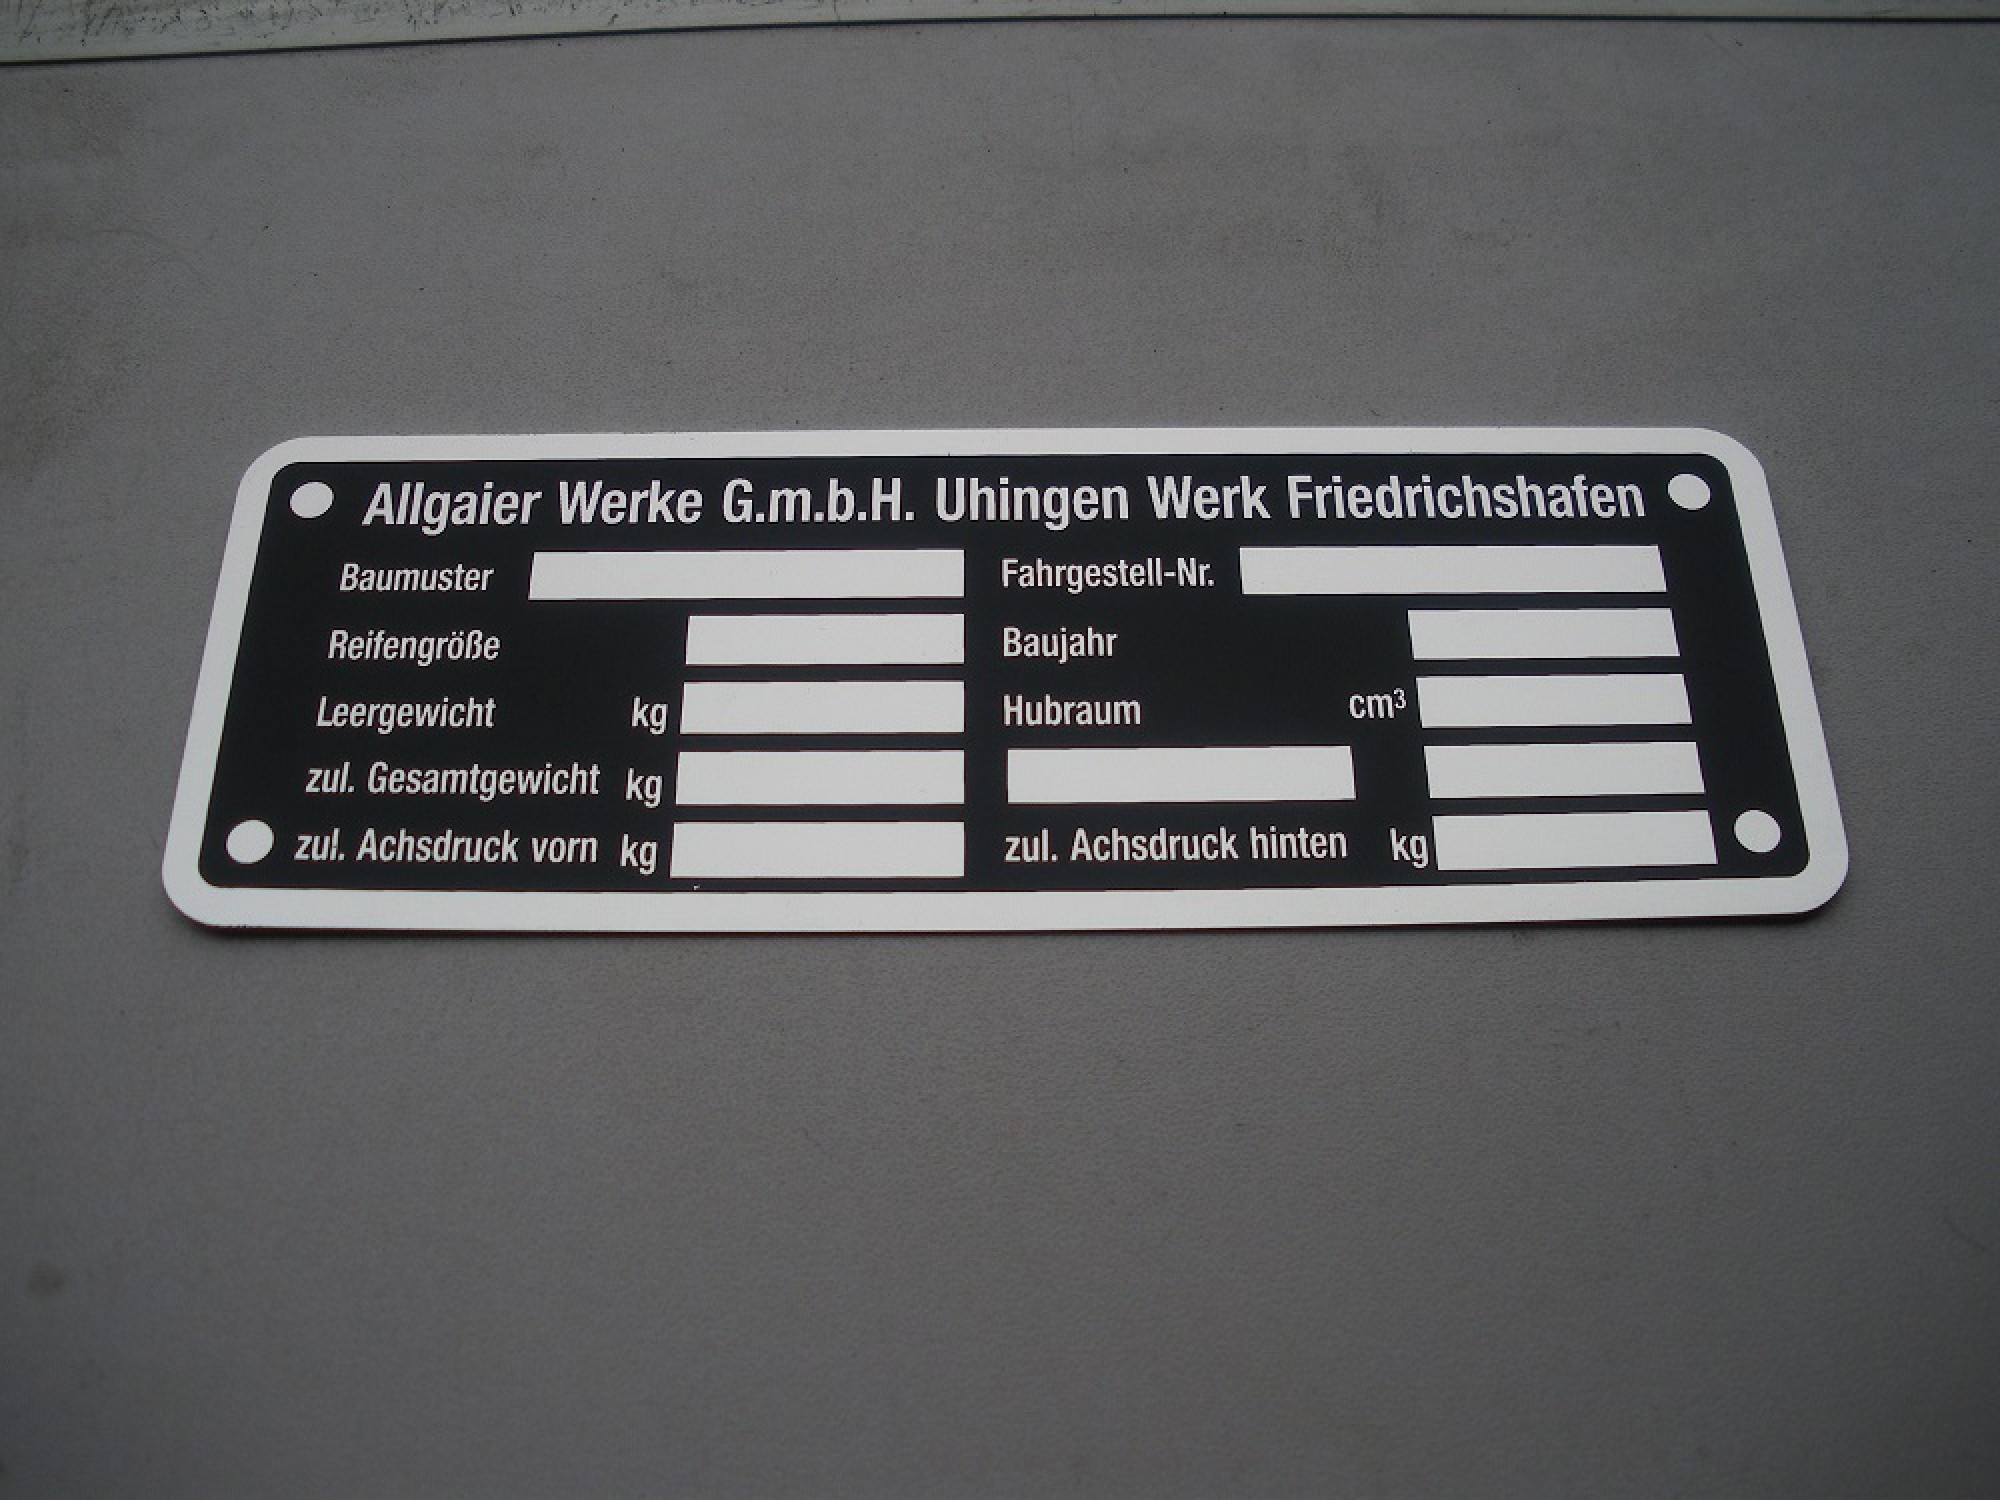 Allgaier Werke G.m.b.H. Uhingen Werk Friedrichshafen
Baumuster Fahrgestell-Nr.
Reifengröße Baujahr
Leergewicht kg Hubraum cm³
zul. Gesamtgewicht kg
zul. Achsdruck vorn kg zul. Achsdruck hinten kg